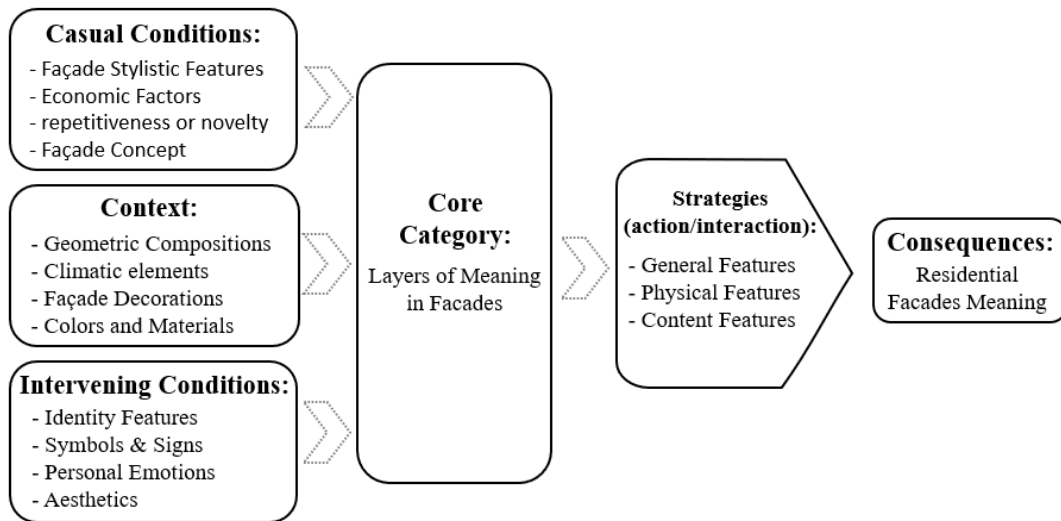 Casual Conditions:
- Façade Stylistic Features
- Economic Factors
- repetitiveness or novelty
- Façade Concept
Context:
- Geometric Compositions
- Climatic elements
- Façade Decorations
- Colors and Materials
Intervening Conditions:
- Identity Features
- Symbols & Signs
- Personal Emotions
- Aesthetics
Core
Category:
Layers of Meaning
in Facades
Strategies
(action/interaction):
- General Features
- Physical Features
- Content Features
Consequences:
Residential
Facades Meaning